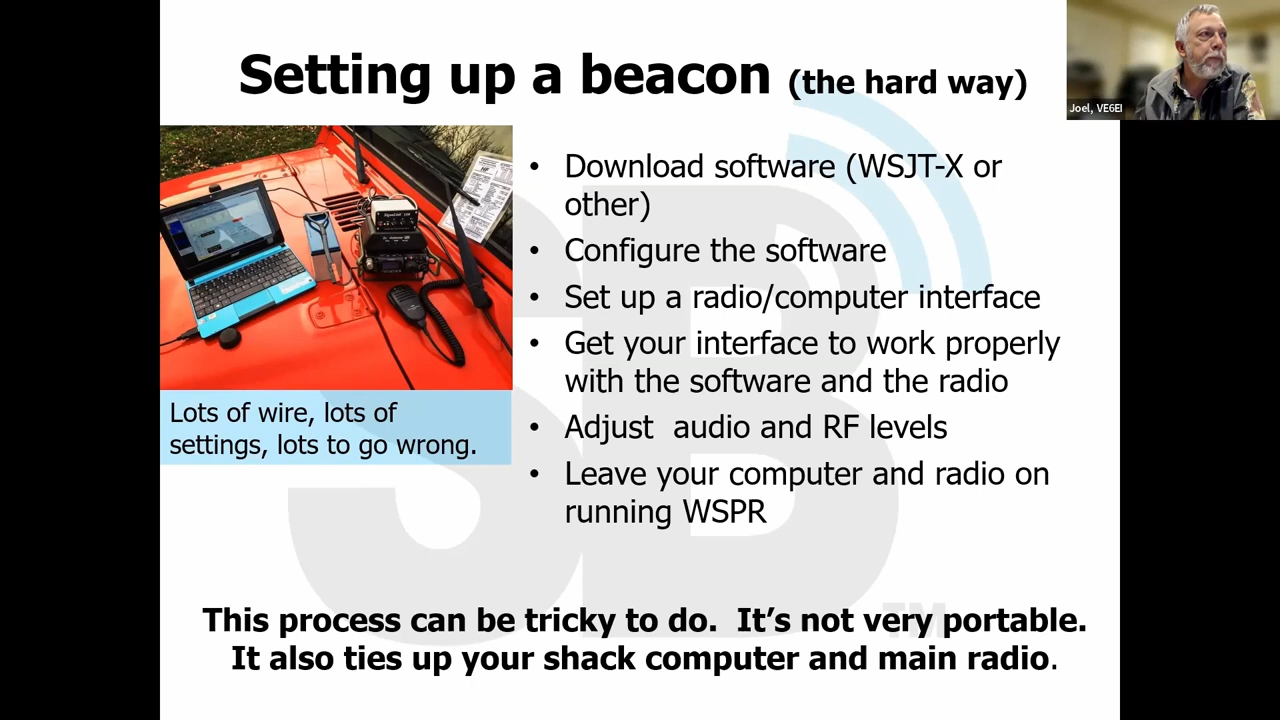 Setting up a beacon (the hard way)
Joel, VE6EI
• Download software (WSJT-X or
other)
• Configure the software
• Set up a radio/computer interface
• Get your interface to work properly
with the software and the radio
• Adjust  audio and RF levels
• Leave your computer and radio on
running WSPR
Lots of wire, lots of
settings, lots to go wrong.
This process can be tricky to do.  It’s not very portable.
It also ties up your shack computer and main radio.
SB
TM